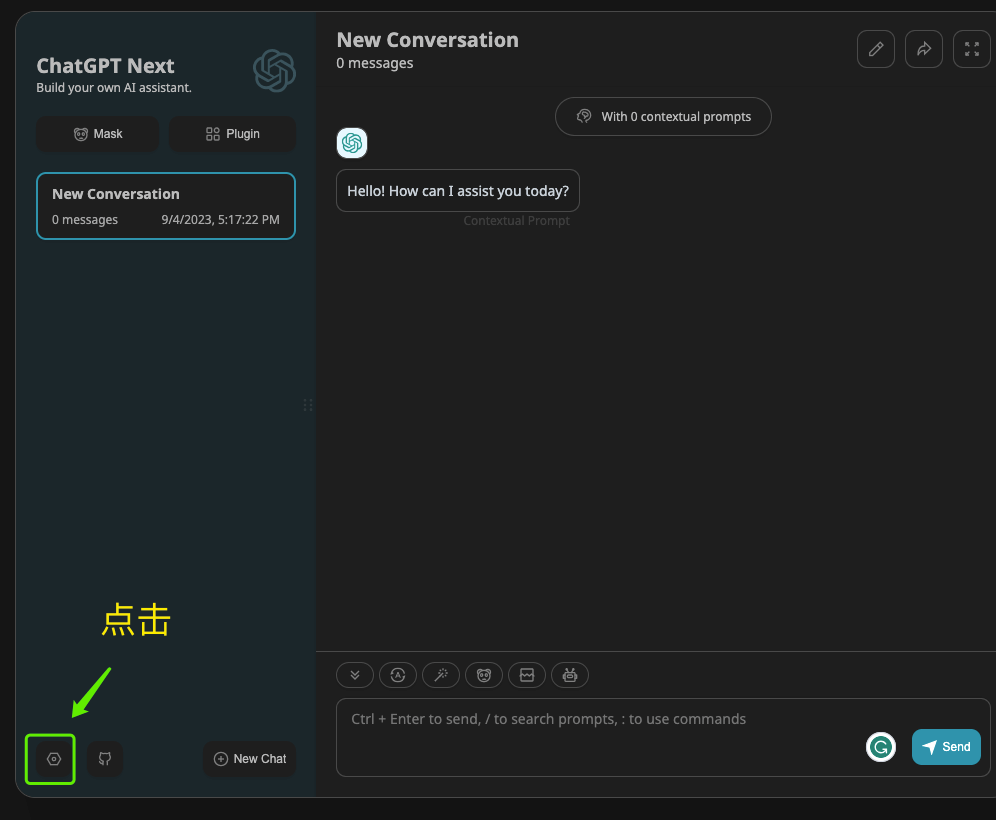 ChatGPT Next
Build your own AI assistant.
Mask
Plugin
New Conversation
0 messages
9/4/2023, 5:17:22 PM
点击
New Chat
New Conversation
0 messages
With 0 contextual prompts
Hello! How can I assist you today?
Contextual Prompt
Ctrl + Enter to send, / to search prompts, : to use commands
Send